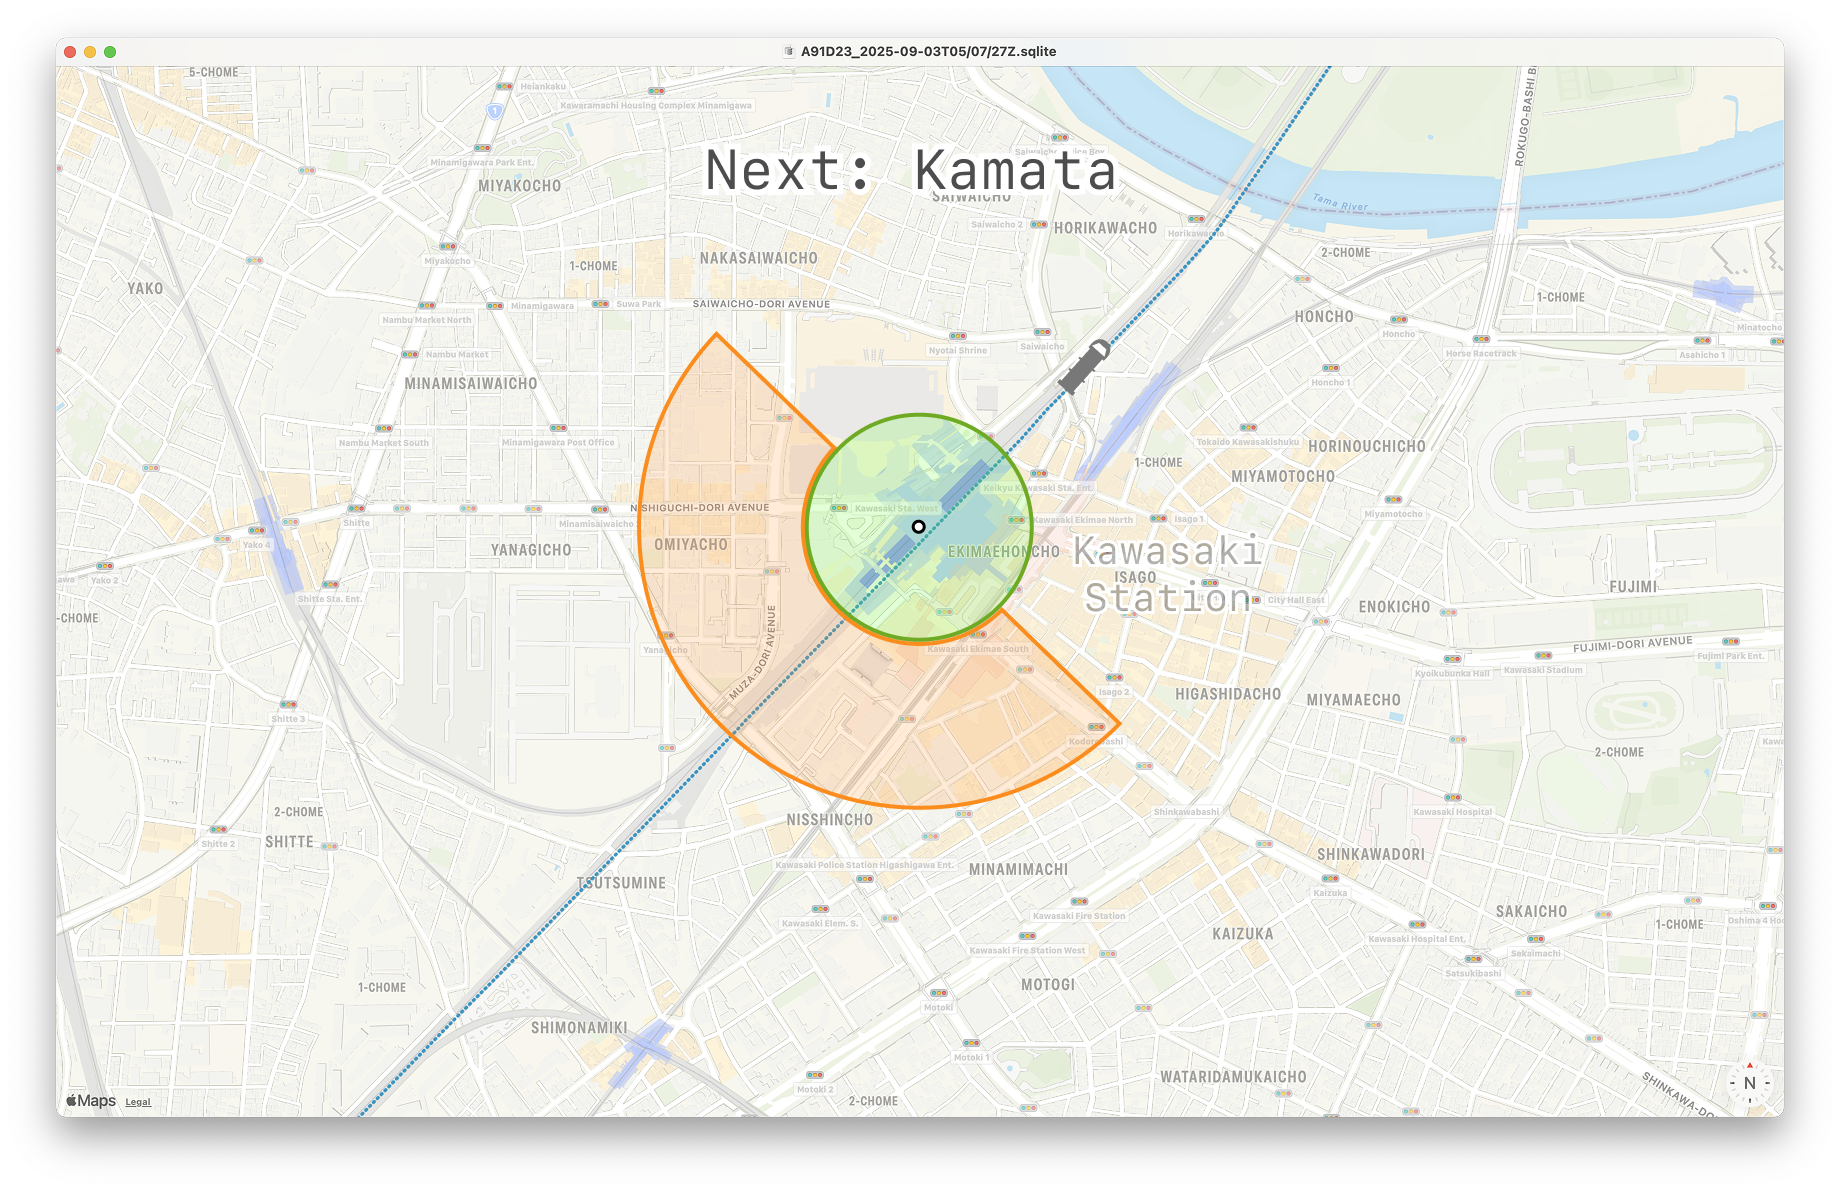 A91D23_2025-09-03T05/07/27Z.sqlite
5-CHOME
Heiankaku
Kawaramachi Housing Complex Minamigawa
1
ROKUGO-BASHI
Minamigawa Park Ent.
MIYAKOCHO
Next: Kamata
SAIWAICHO
Tama River
Saiwaicho 2
HORIKAWACHO
Horikawacho
Miyakocho
2-CHOME
NAKASAIWAICHO
1-CHOME
YAKO
1-CHOME
SAIWAICHO-DORI AVENUE
Minamigawara
Suwa Park
HONCHO
Nambu Market North
Minatocho
Honcho
Saiwaicho
Nyotai Shrine
Horse Racetrack
Asahicho 1
Nambu Market
MINAMISAIWAICHO
Honcho 1
Nambu Market South
Minamigawara Post Office
Tokaido Kawasakishuku
HORINOUCHICHO
1-CHOME
MIYAMOTOCHO
Keikyu Kawasaki Sta. Ent.
NISHIGUCHI-DORI AVENUE
Kawasaki Sta. West
Miyamotocho
Shitte
Minamisaiwaicho
Kawasaki Ekimae North
Isago 1
Yako 4
OMIYACHO
YANAGICHO
EKIMAEHONCHO
Kawasaki
Station
ISAGO
Yako 2
FUJIMI
Shitte Sta. Ent.
City Hall East
ENOKICHO
-CHOME
MUZA-DORI AVENUE
Yanagicho
Kawasaki Ekimae South
FUJIMI-DORI AVENUE
Fujimi Park Ent.
Kawasaki Stadium
Kyoikubunka Hall
Isago 2
HIGASHIDACHO
MIYAMAECHO
Shitte 3
2-CHOME
2-CHOME
NISSHINCHO
Shinkawabashi
Kawasaki Hospital
SHITTE
Shitte 2
SHINKAWADORI
Kawasaki Police Station Higashigawa Ent.
MINAMIMACHI
TSUTSUMINE
Kaizuka
Kawasaki Fire Station
SAKAICHO
Kawasaki Elem. S.
1-CHOME
Oshima 4
KAIZUKA
Kawasaki Hospital Ent.
Kawasaki Fire Station West
Sakaimachi
Satsukibashi
1-CHOME
MOTOGI
Motoki
SHIMONAMIKI
Motoki 1
WATARIDAMUKAICHO
Motoki 2
SHINKAWA-DO
2-CHOME
N
Maps
Legal